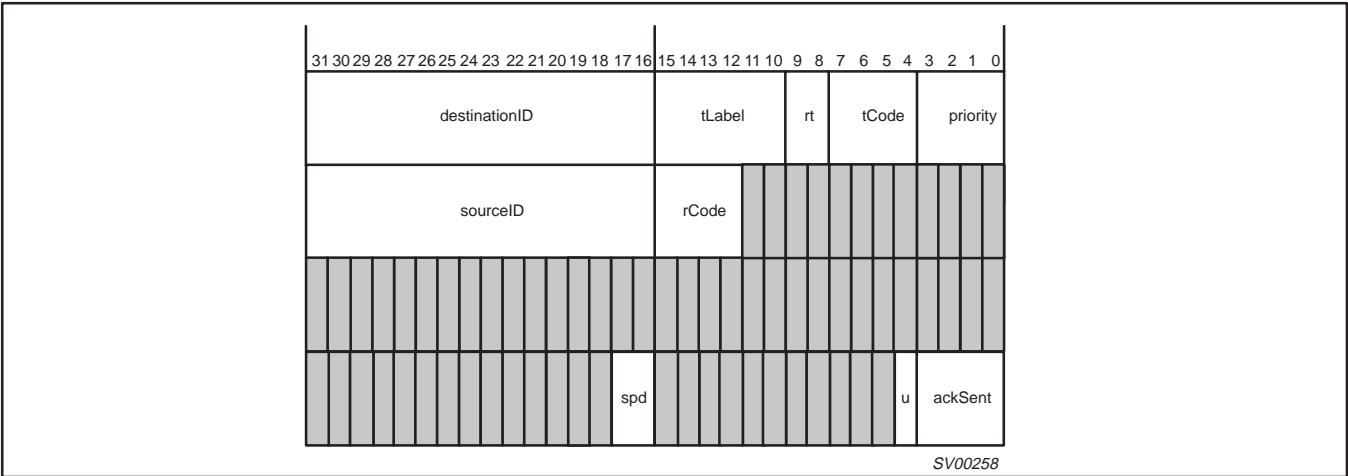 31 30 29 28 27 26 25 24 23 22 21 20 19 18 17 16 15 14 13 12 11 10 9 8 7 6 5 4 3 2 1 0
destinationID tLabel rt tCode priority
sourceID rCode
spd u ackSent
SV00258